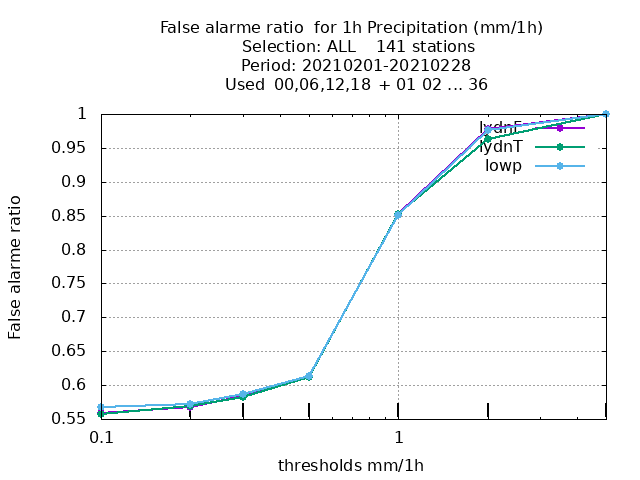 False alarme ratio  for 1h Precipitation (mm/1h)
Selection: ALL    141 stations
Period: 20210201-20210228
Used  00,06,12,18 + 01 02 ... 36
1
0.95
0.9
0.85
0.8
0.75
0.7
0.65
0.6
0.55
0.1
1
False alarme ratio
thresholds mm/1h
lydnF
lydnT
lowp